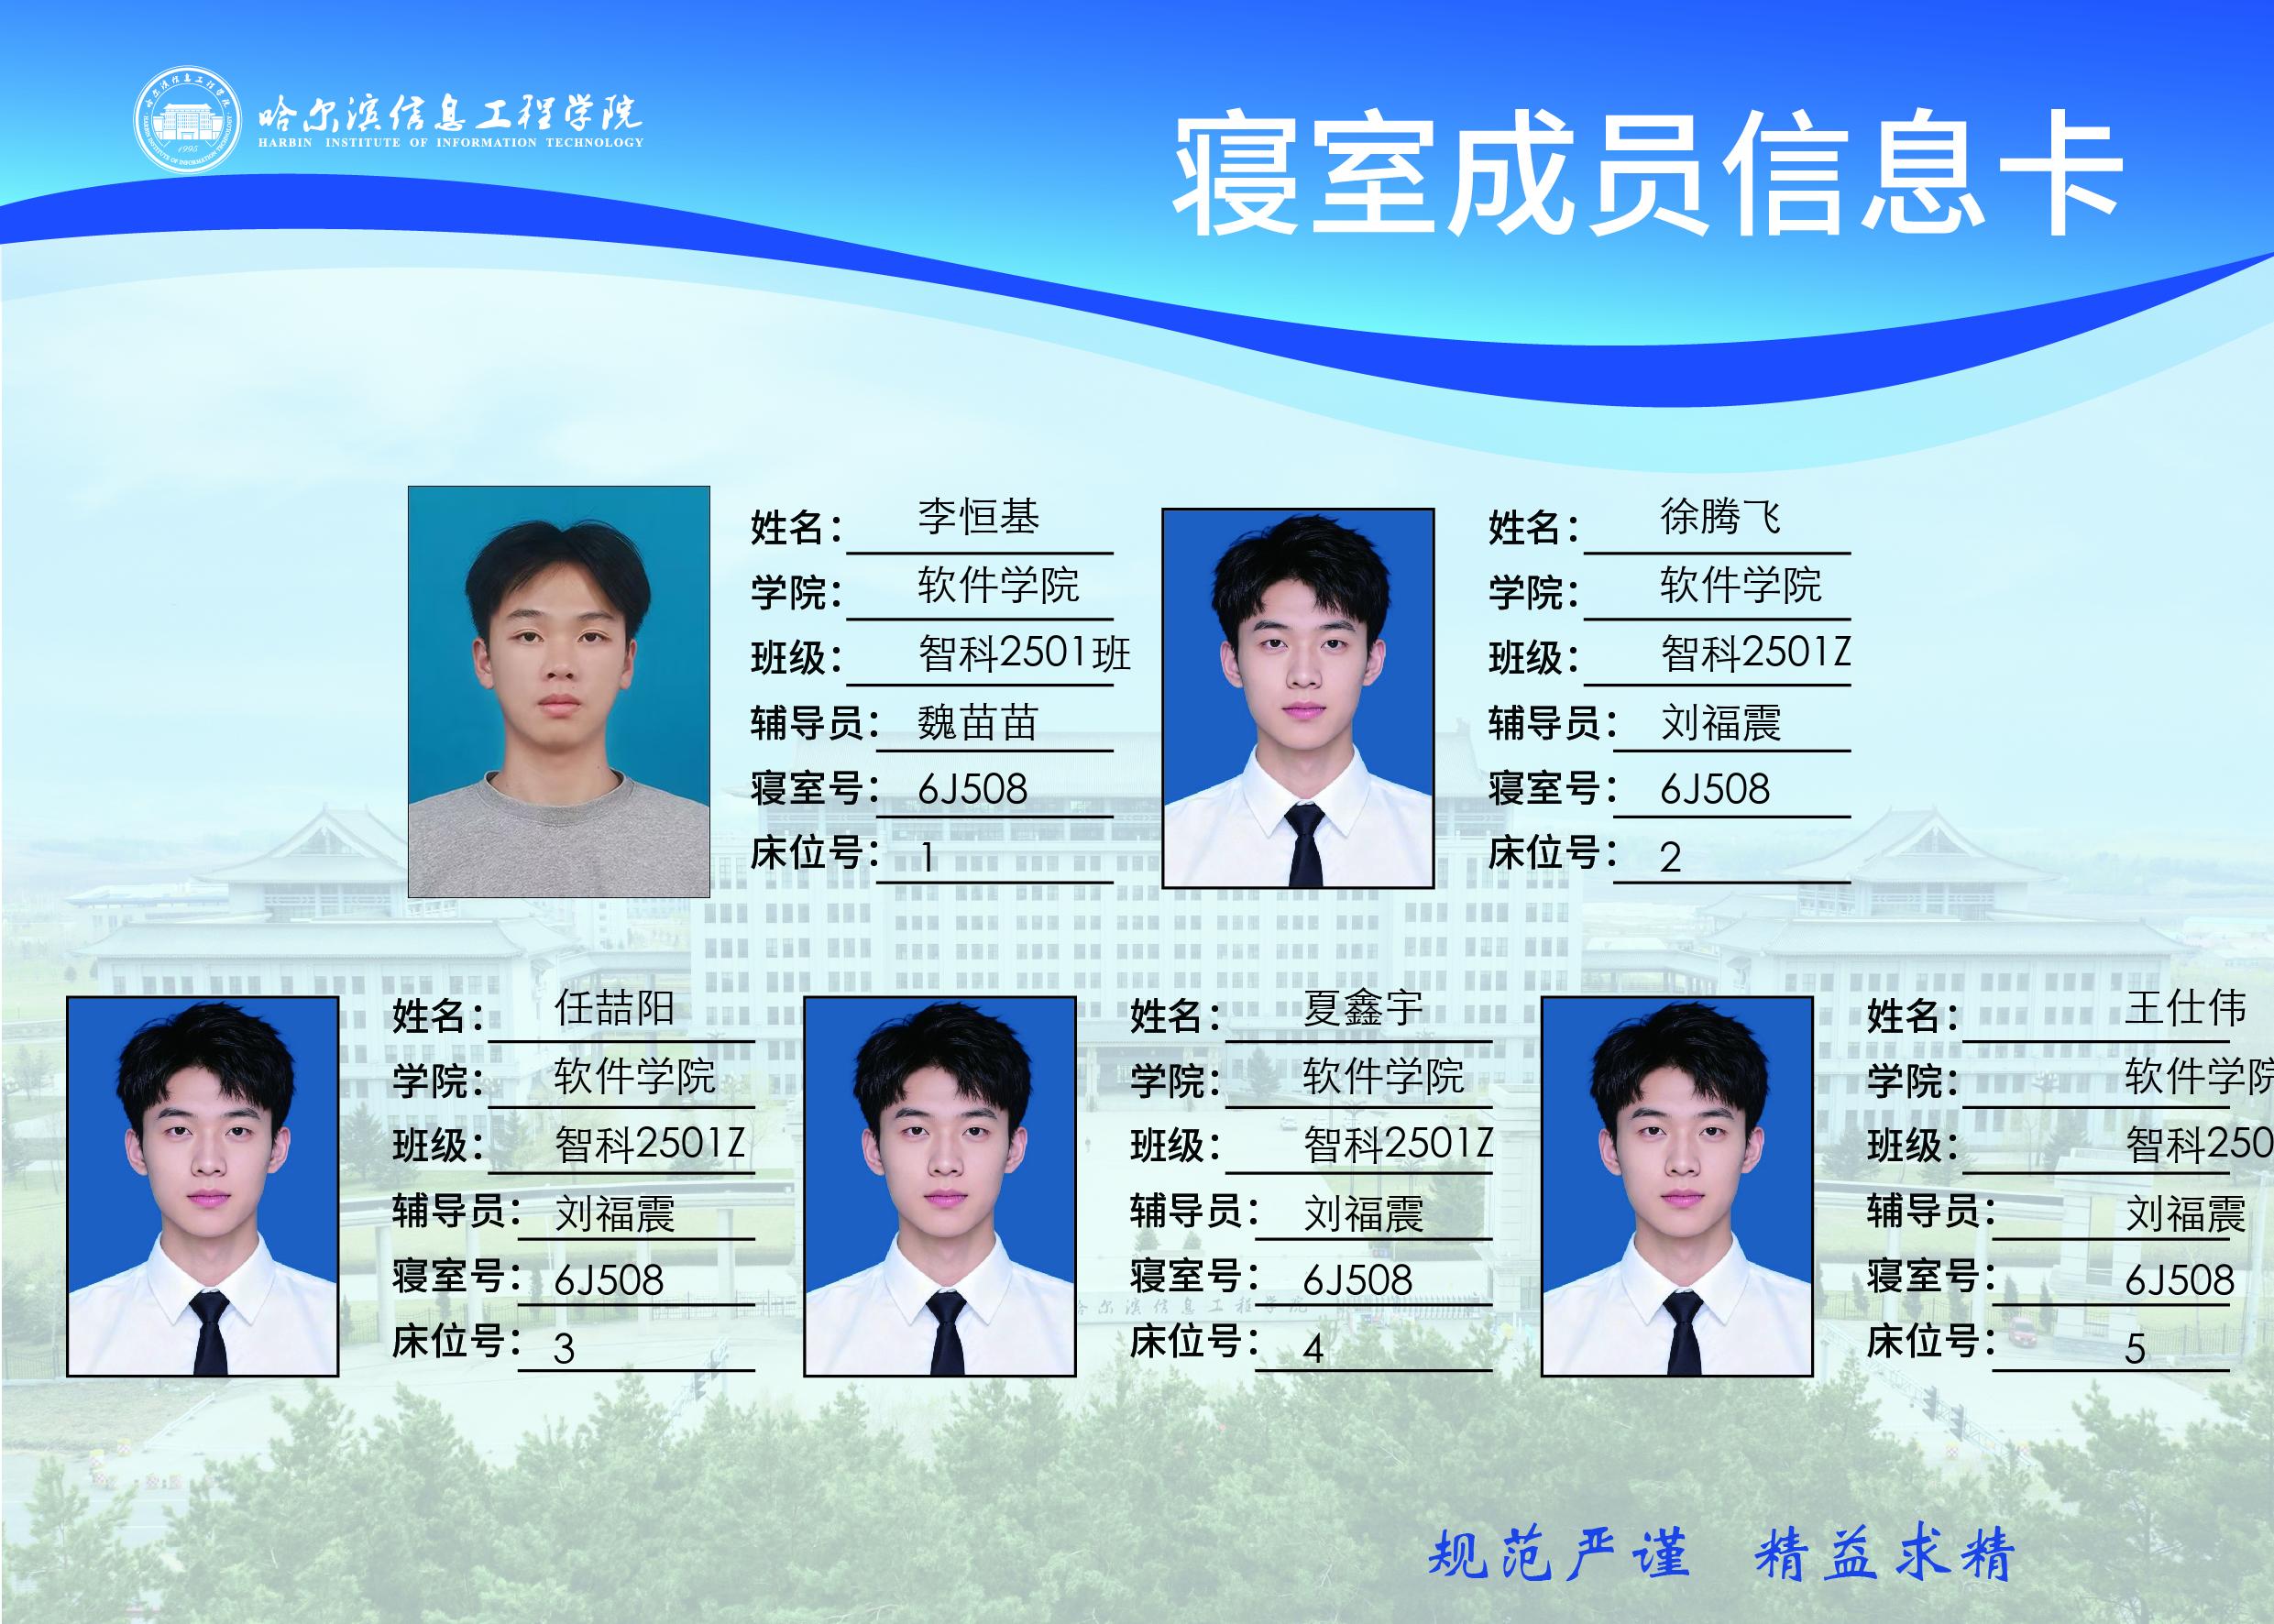 哈尔滨信息工程学院
HARBIN INSTITUTE OF INFORMATION TECHNOLOGY
1995
寝室成员信息卡
姓名： 李恒基
学院： 软件学院
班级： 智科2501班
辅导员： 魏苗苗
寝室号： 6J508
床位号： 1
姓名： 徐腾飞
学院： 软件学院
班级： 智科2501Z
辅导员： 刘福震
寝室号： 6J508
床位号： 2
姓名： 任喆阳
学院： 软件学院
班级： 智科2501Z
辅导员： 刘福震
寝室号： 6J508
床位号： 3
姓名： 夏鑫宇
学院： 软件学院
班级： 智科2501Z
辅导员： 刘福震
寝室号： 6J508
床位号： 4
姓名： 王仕伟
学院： 软件学院
班级： 智科250
辅导员： 刘福震
寝室号： 6J508
床位号： 5
哈尔滨信息工程学院
规范严谨 精益求精